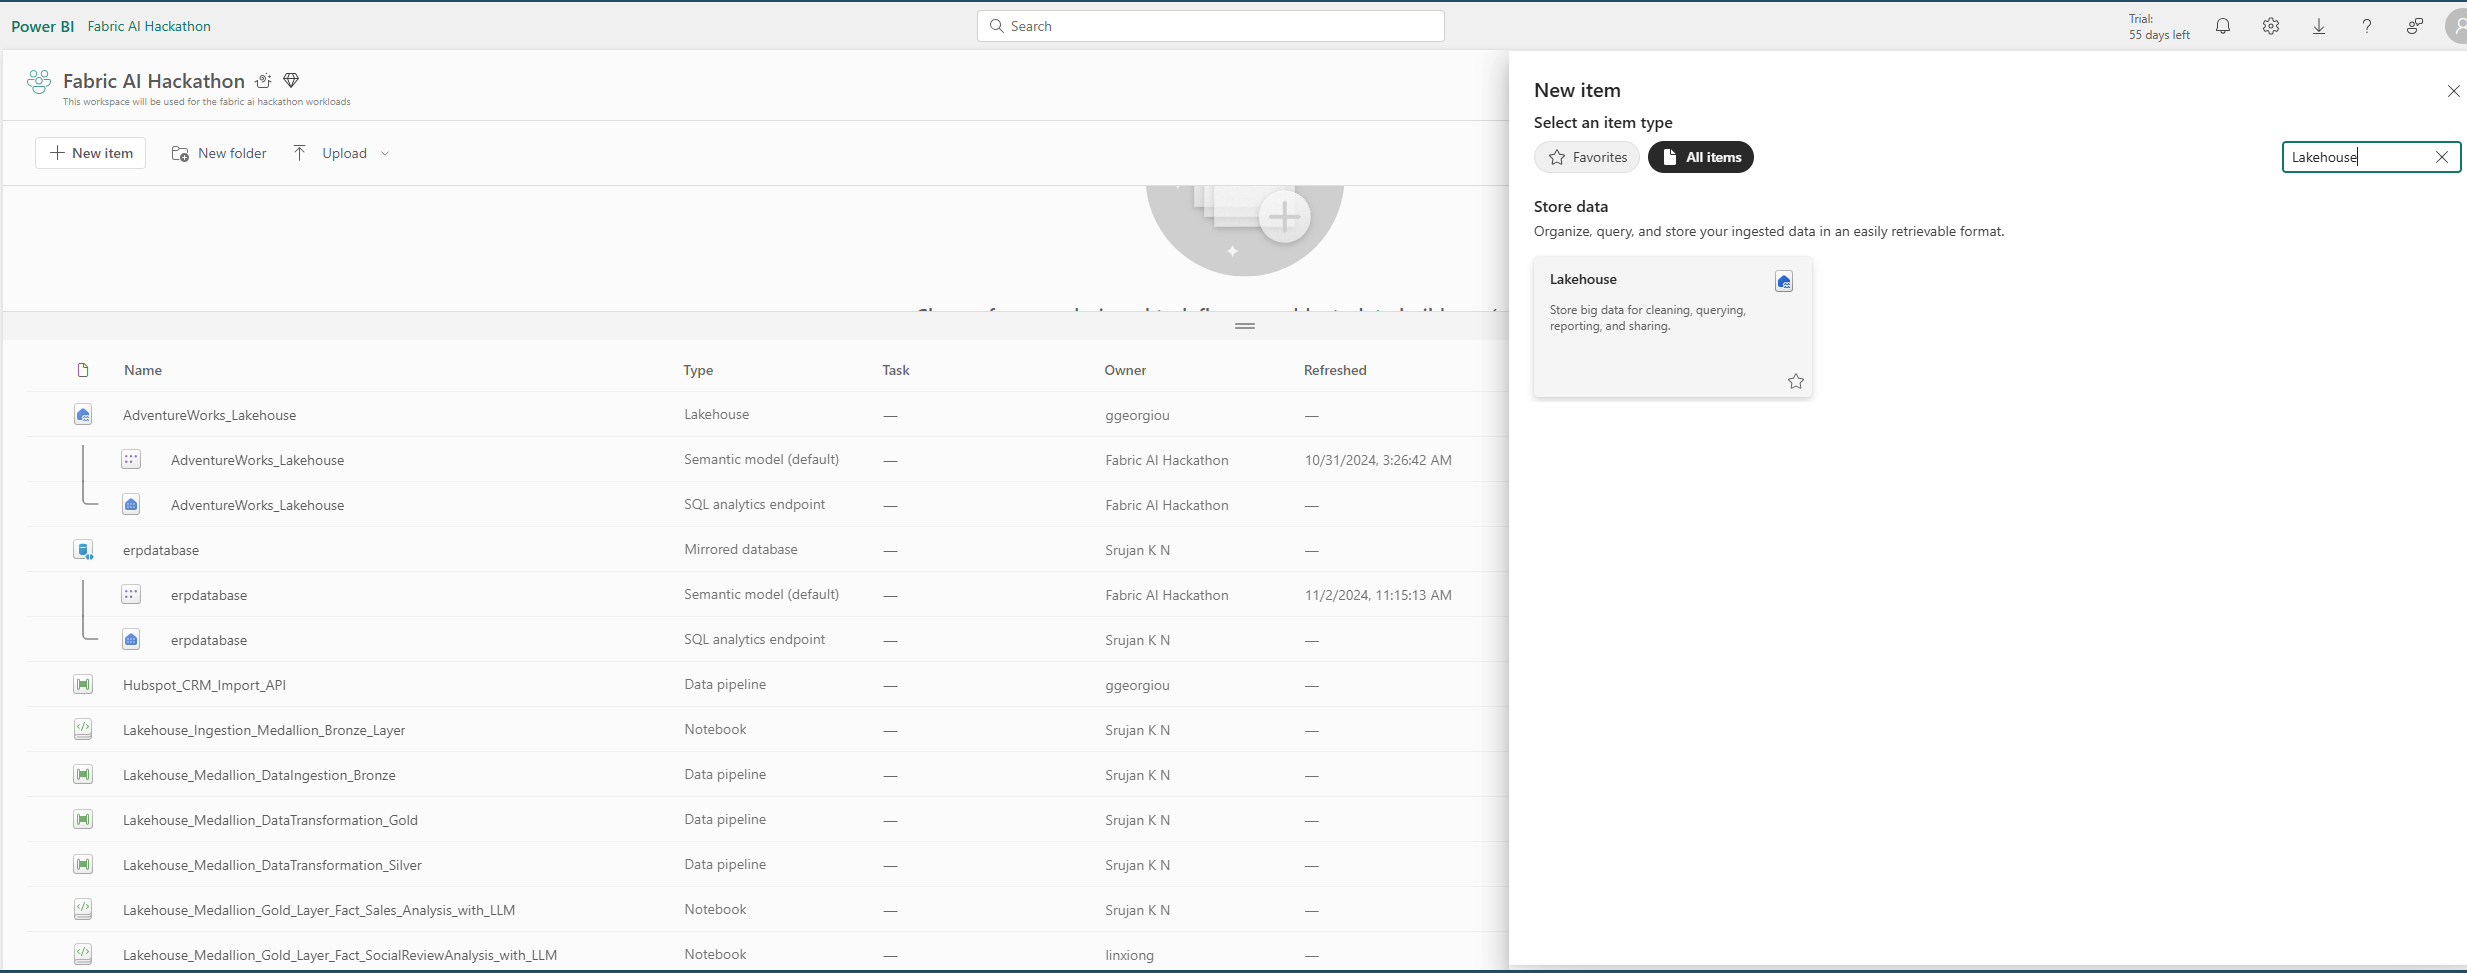 Power BI Fabric AI Hackathon
Search
Trial:
55 days left
Fabric AI Hackathon
This workspace will be used for the fabric ai hackathon workloads
New item New folder Upload
Name Type Task Owner Refreshed
AdventureWorks_Lakehouse Lakehouse — ggeorgiou —
AdventureWorks_Lakehouse Semantic model (default) — Fabric AI Hackathon 10/31/2024, 3:26:42 AM
AdventureWorks_Lakehouse SQL analytics endpoint — Fabric AI Hackathon —
erpdatabase Mirrored database — Srujan K N —
erpdatabase Semantic model (default) — Fabric AI Hackathon 11/2/2024, 11:15:13 AM
erpdatabase SQL analytics endpoint — Srujan K N —
Hubspot_CRM_Import_API Data pipeline — ggeorgiou —
Lakehouse_Ingestion_Medallion_Bronze_Layer Notebook — Srujan K N —
Lakehouse_Medallion_DataIngestion_Bronze Data pipeline — Srujan K N —
Lakehouse_Medallion_DataTransformation_Gold Data pipeline — Srujan K N —
Lakehouse_Medallion_DataTransformation_Silver Data pipeline — Srujan K N —
Lakehouse_Medallion_Gold_Layer_Fact_Sales_Analysis_with_LLM Notebook — Srujan K N —
Lakehouse_Medallion_Gold_Layer_Fact_SocialReviewAnalysis_with_LLM Notebook — linxiong —
New item
Select an item type
Favorites All items Lakehouse
Store data
Organize, query, and store your ingested data in an easily retrievable format.
Lakehouse
Store big data for cleaning, querying,
reporting, and sharing.